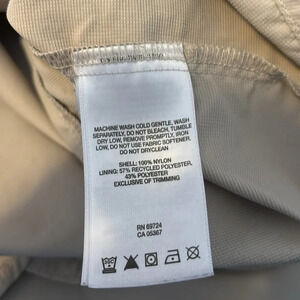 MACHINE WASH COLD GENTLE, WASH
SEPARATELY, DO NOT BLEACH, TUMBLE
DRY LOW, REMOVE PROMPTLY, IRON
LOW, DO NOT USE FABRIC SOFTENER,
DO NOT DRYCLEAN
SHELL: 100% NYLON
LINING: 57% RECYCLED POLYESTER,
43% POLYESTER
EXCLUSIVE OF TRIMMING
RN 69724
CA 05367